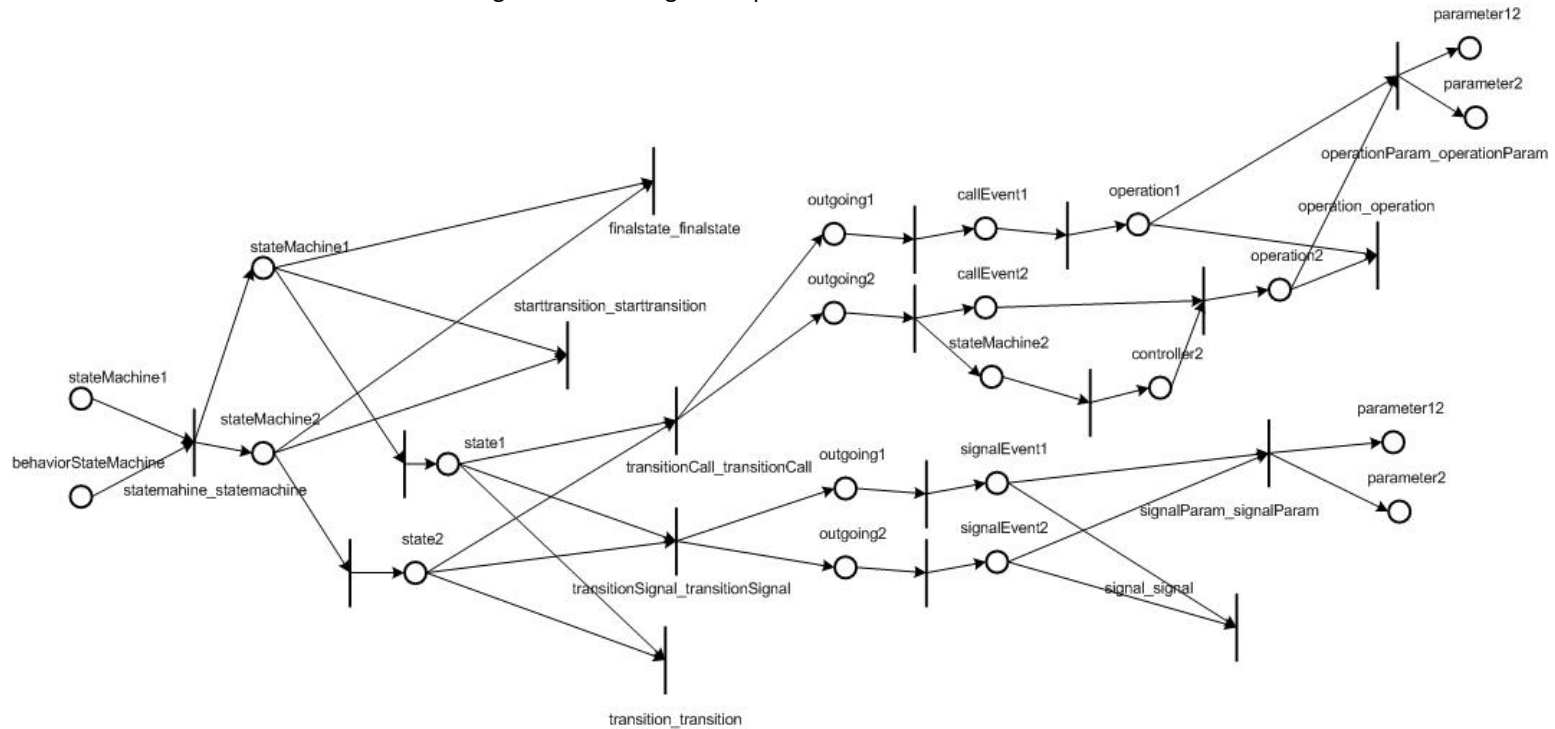 parameter12
parameter2
operationParam_operationParam
outgoing1
callEvent1
operation1
operation_operation
finalstate_finalstate
stateMachine1
outgoing2
callEvent2
operation2
starttransition_starttransition
stateMachine2
controller2
stateMachine1
stateMachine2
state1
parameter12
behaviorStateMachine
transitionCall_transitionCall
outgoing1
signalEvent1
parameter2
statemahine_statemachine
signalParam_signalParam
state2
outgoing2
signalEvent2
transitionSignal_transitionSignal
signal_signal
transition_transition